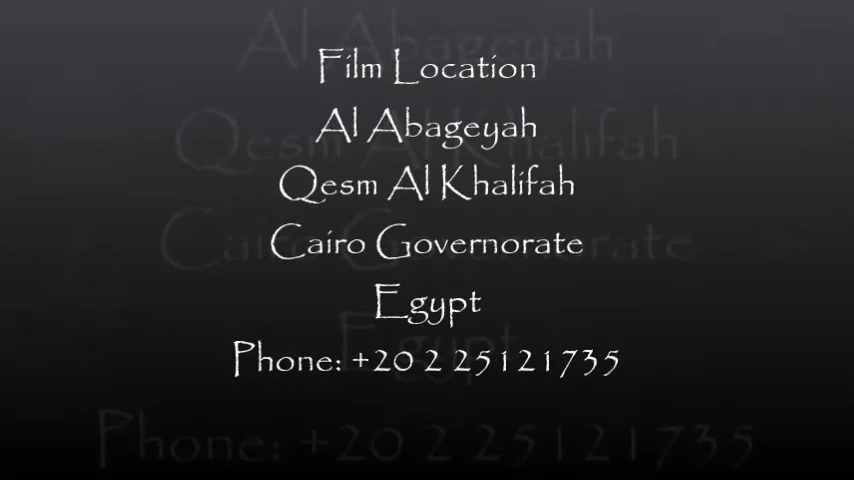 Film Location
Al Abageyah
Qesm Al Khalifah
Cairo Governorate
Egypt
Phone: +20 2 25121735